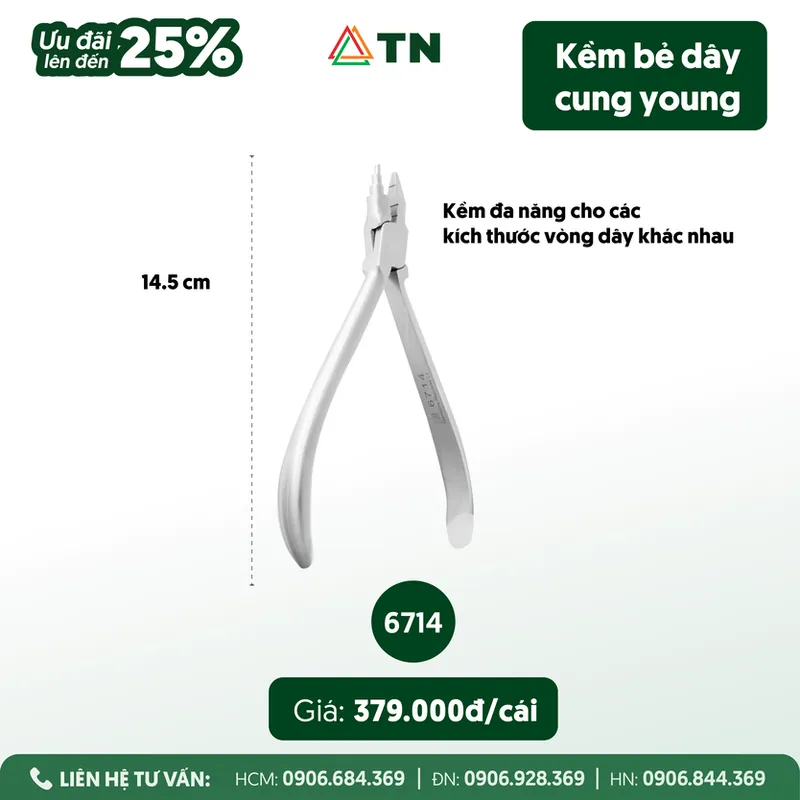 Ưu đãi
lên đến
25%
TN
Kềm bẻ dây
cung young
Kềm đa năng cho các
kích thước vòng dây khác nhau
14.5 cm
6714
6714
Giá: 379.000đ/cái
LIÊN HỆ TƯ VẤN: HCM: 0906.684.369 | ĐN: 0906.928.369 | HN: 0906.844.369